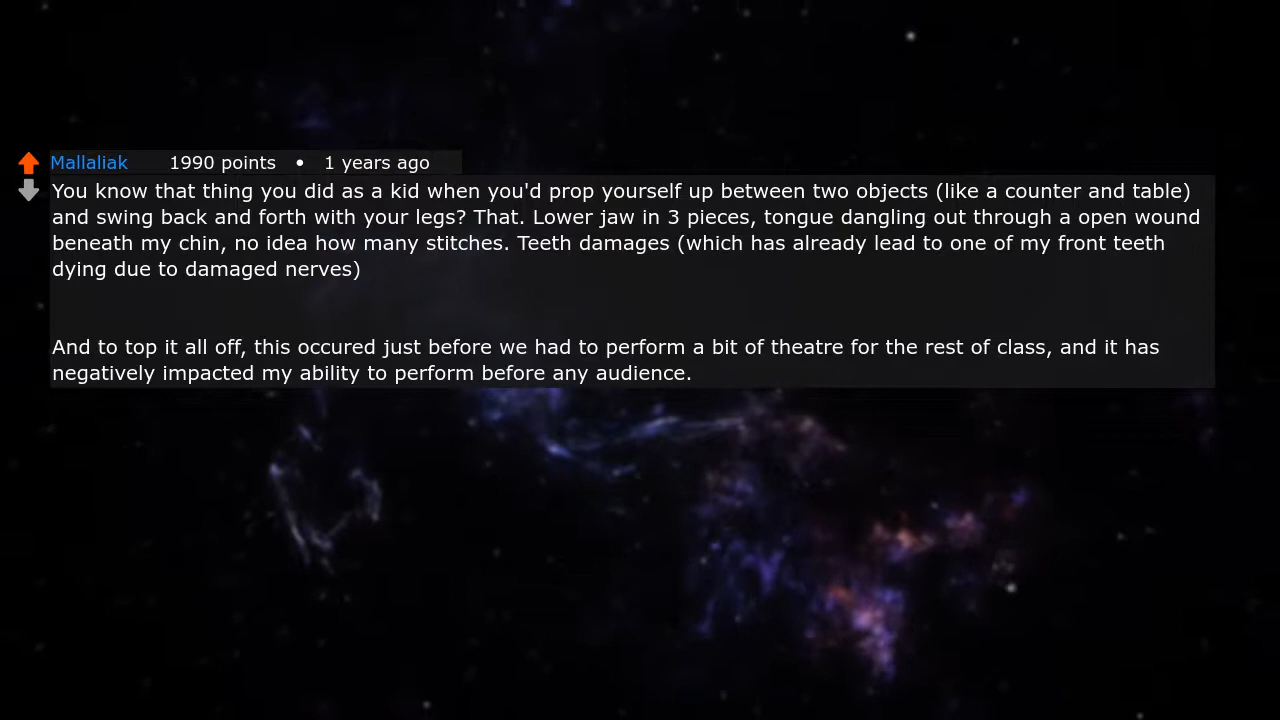 Mallaliak 1990 points • 1 years ago
You know that thing you did as a kid when you'd prop yourself up between two objects (like a counter and table)
and swing back and forth with your legs? That. Lower jaw in 3 pieces, tongue dangling out through a open wound
beneath my chin, no idea how many stitches. Teeth damages (which has already lead to one of my front teeth
dying due to damaged nerves)
And to top it all off, this occured just before we had to perform a bit of theatre for the rest of class, and it has
negatively impacted my ability to perform before any audience.